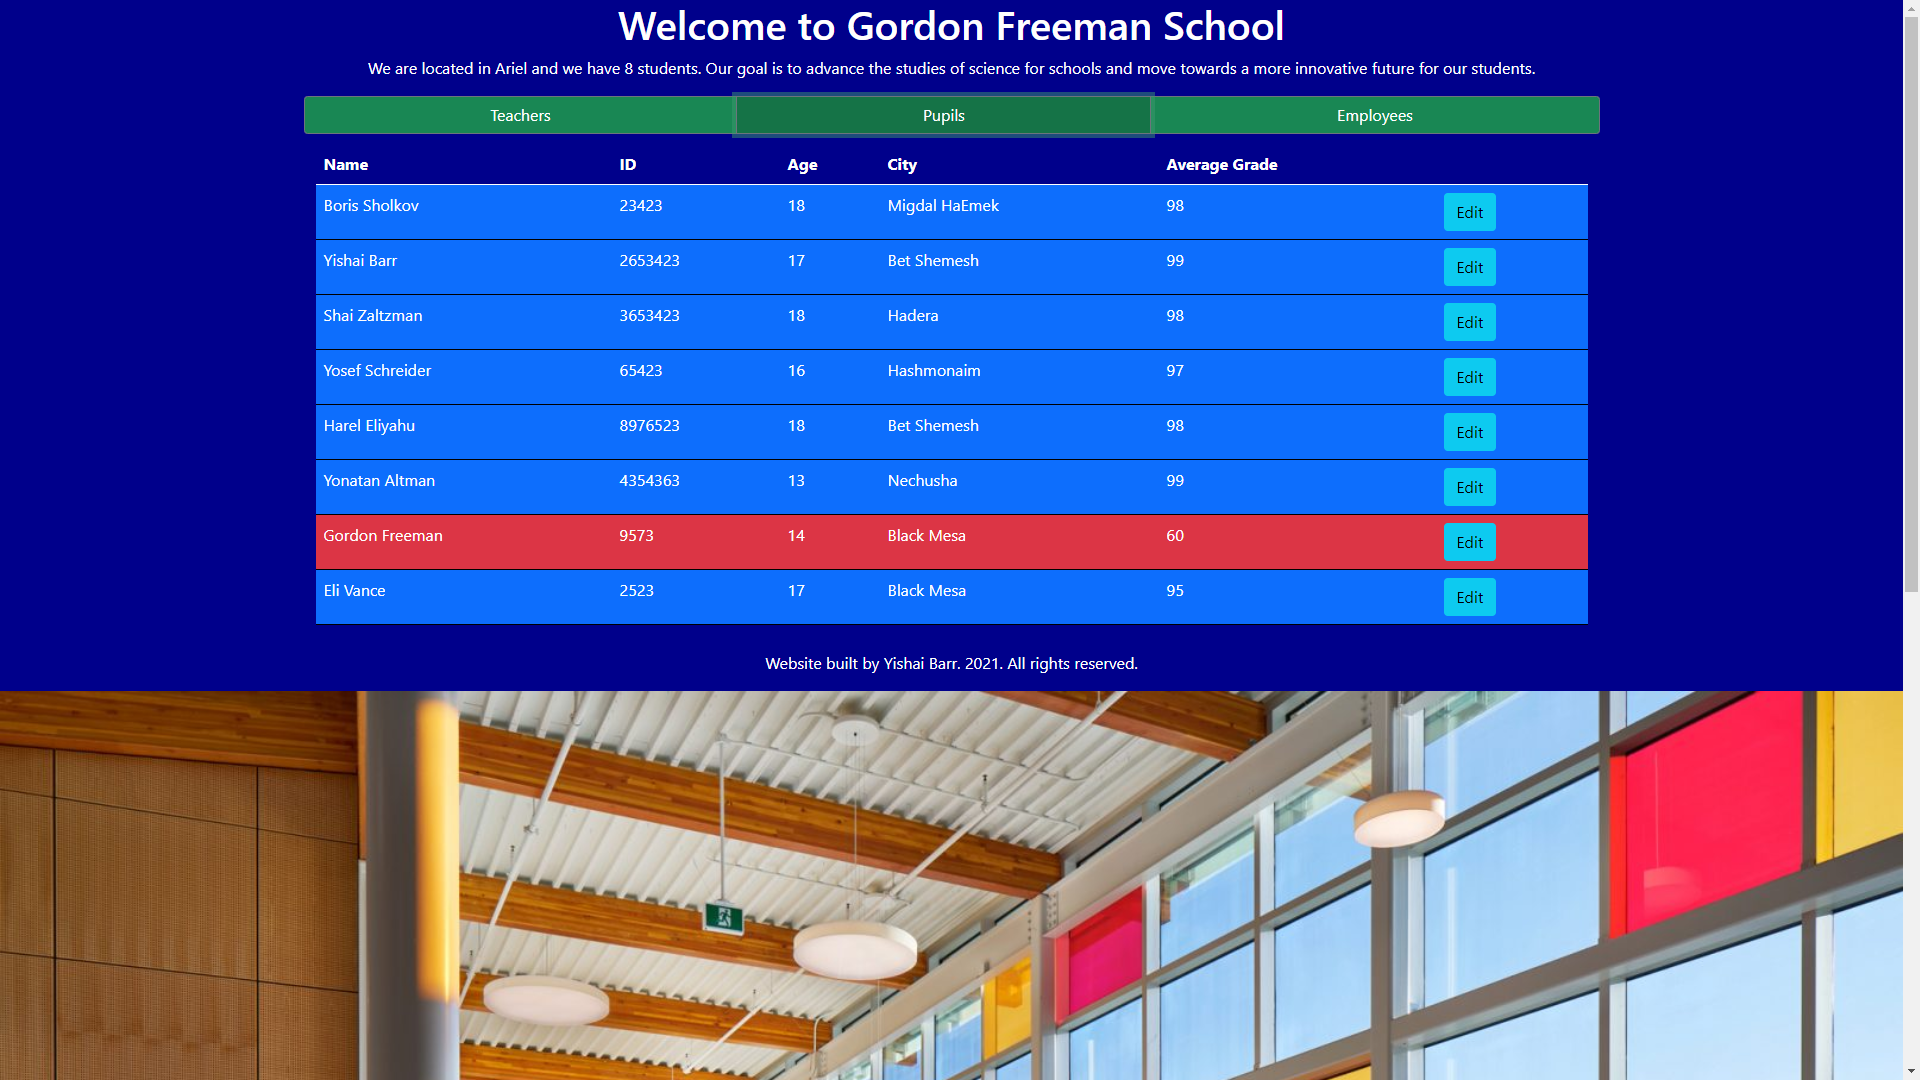 Welcome to Gordon Freeman School
We are located in Ariel and we have 8 students. Our goal is to advance the studies of science for schools and move towards a more innovative future for our students.
Teachers Pupils Employees
Name ID Age City Average Grade
Boris Sholkov 23423 18 Migdal HaEmek 98 Edit
Yishai Barr 2653423 17 Bet Shemesh 99 Edit
Shai Zaltzman 3653423 18 Hadera 98 Edit
Yosef Schreider 65423 16 Hashmonaim 97 Edit
Harel Eliyahu 8976523 18 Bet Shemesh 98 Edit
Yonatan Altman 4354363 13 Nechusha 99 Edit
Gordon Freeman 9573 14 Black Mesa 60 Edit
Eli Vance 2523 17 Black Mesa 95 Edit
Website built by Yishai Barr. 2021. All rights reserved.